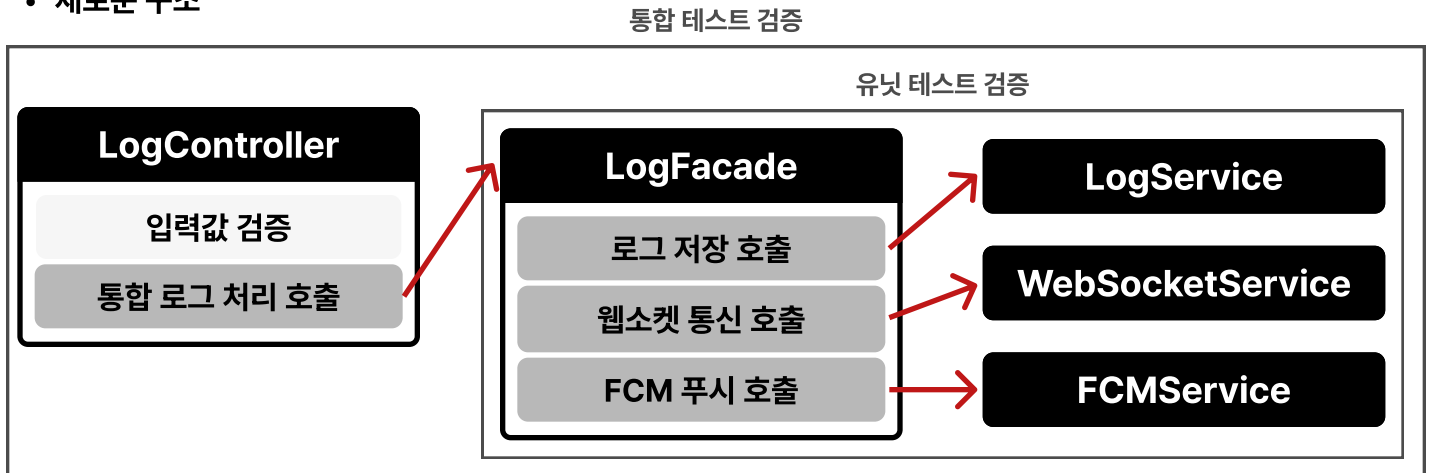 통합 테스트 검증
유닛 테스트 검증
LogController
입력값 검증
통합 로그 처리 호출
LogFacade
로그 저장 호출
웹소켓 통신 호출
FCM 푸시 호출
LogService
WebSocketService
FCMService